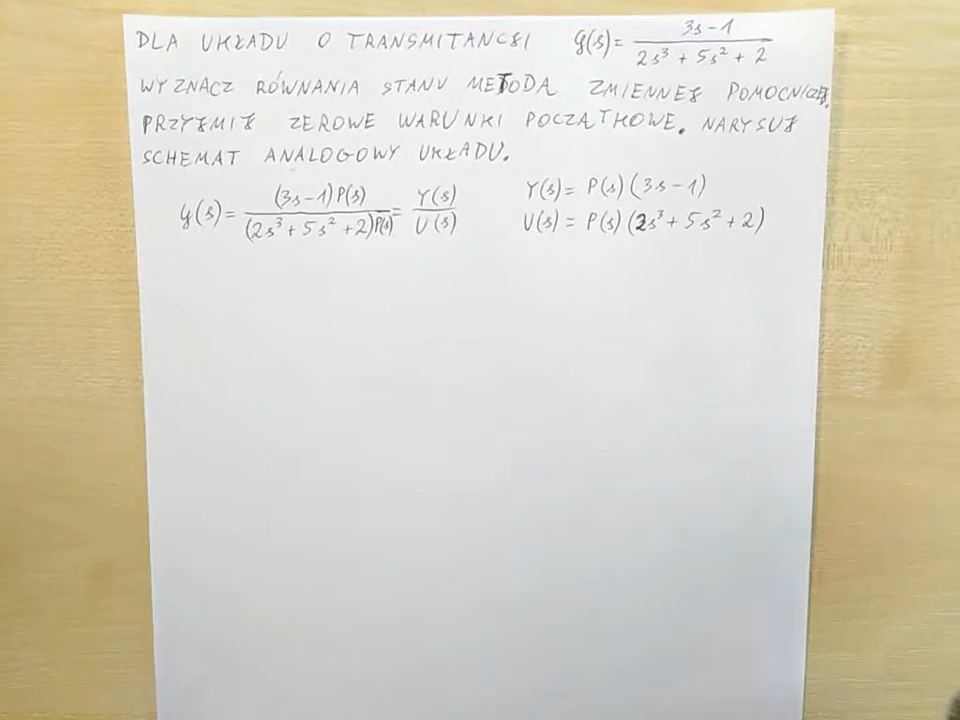 DLA UKŁADU O TRANSMITANCJI G(s) = (3s-1)/(2s³ + 5s² + 2)
WYZNACZ RÓWNANIA STANU METODĄ ZMIENNEJ POMOCNICZEJ.
PRZYJMIJ ZEROWE WARUNKI POCZĄTKOWE. NARYSUJ
SCHEMAT ANALOGOWY UKŁADU.
G(s) = (3s-1)P(s)/(2s³ + 5s² + 2)P(s) = Y(s)/U(s)
Y(s) = P(s)(3s-1)
U(s) = P(s)(2s³ + 5s² + 2)